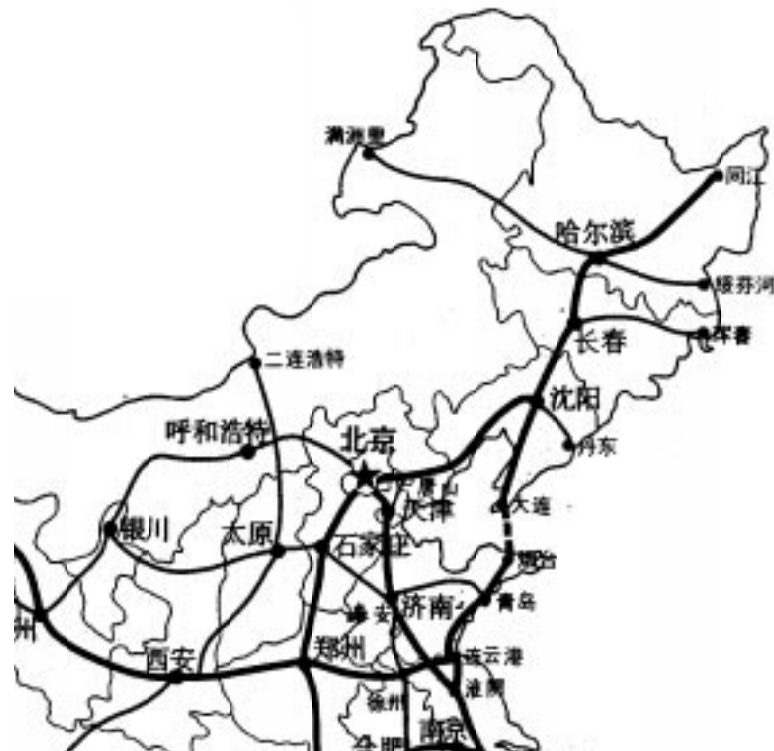 满洲里
同江
哈尔滨
绥芬河
长春
珲春
二连浩特
沈阳
呼和浩特
北京
丹东
唐山
天津
大连
银川
太原
石家庄
烟台
济南
青岛
泰安
州
郑州
西安
连云港
徐州
淮阴
南京
合肥